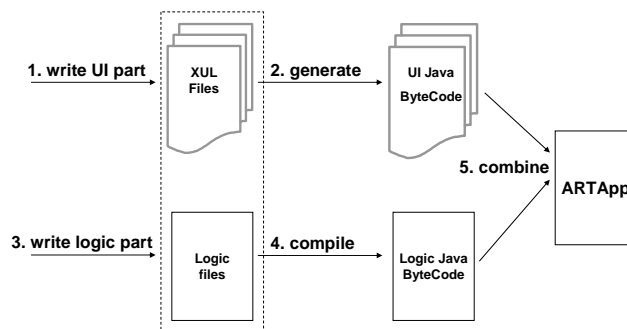 1. write UI part
XUL
Files
2. generate
UI Java
ByteCode
5. combine
ARTApp
3. write logic part
Logic
files
4. compile
Logic Java
ByteCode